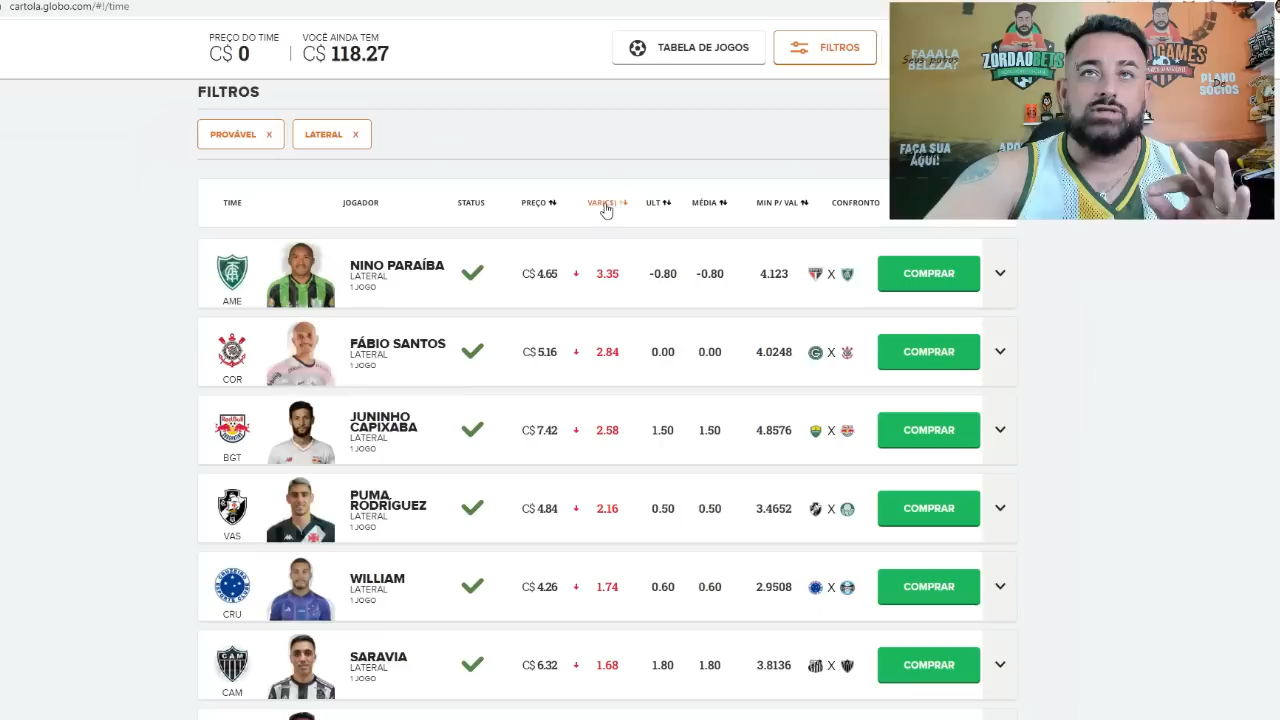 cartola.globo.com/#!/time
PREÇO DO TIME
C$ 0
VOCÊ AINDA TEM
C$ 118.27
TABELA DE JOGOS
FILTROS
FILTROS
PROVÁVEL X
LATERAL X
TIME JOGADOR STATUS PREÇO VAR(C$) ULT MÉDIA MIN P/ VAL CONFRONTO
AME
NINO PARAÍBA
LATERAL
1 JOGO
C$ 4.65 3.35 -0.80 -0.80 4.123 X COMPRAR
COR
FÁBIO SANTOS
LATERAL
1 JOGO
C$ 5.16 2.84 0.00 0.00 4.0248 X COMPRAR
BGT
JUNINHO
CAPIXABA
LATERAL
1 JOGO
C$ 7.42 2.58 1.50 1.50 4.8576 X COMPRAR
VAS
PUMA
RODRÍGUEZ
LATERAL
1 JOGO
C$ 4.84 2.16 0.50 0.50 3.4652 X COMPRAR
CRU
WILLIAM
LATERAL
1 JOGO
C$ 4.26 1.74 0.60 0.60 2.9508 X COMPRAR
CAM
SARAVIA
LATERAL
1 JOGO
C$ 6.32 1.68 1.80 1.80 3.8136 X COMPRAR
FAAALA
BELEZA?
ZORDAOBETS
GAMES
PLANO
SÓCIOS
De
FAÇA SUA
AQUI!